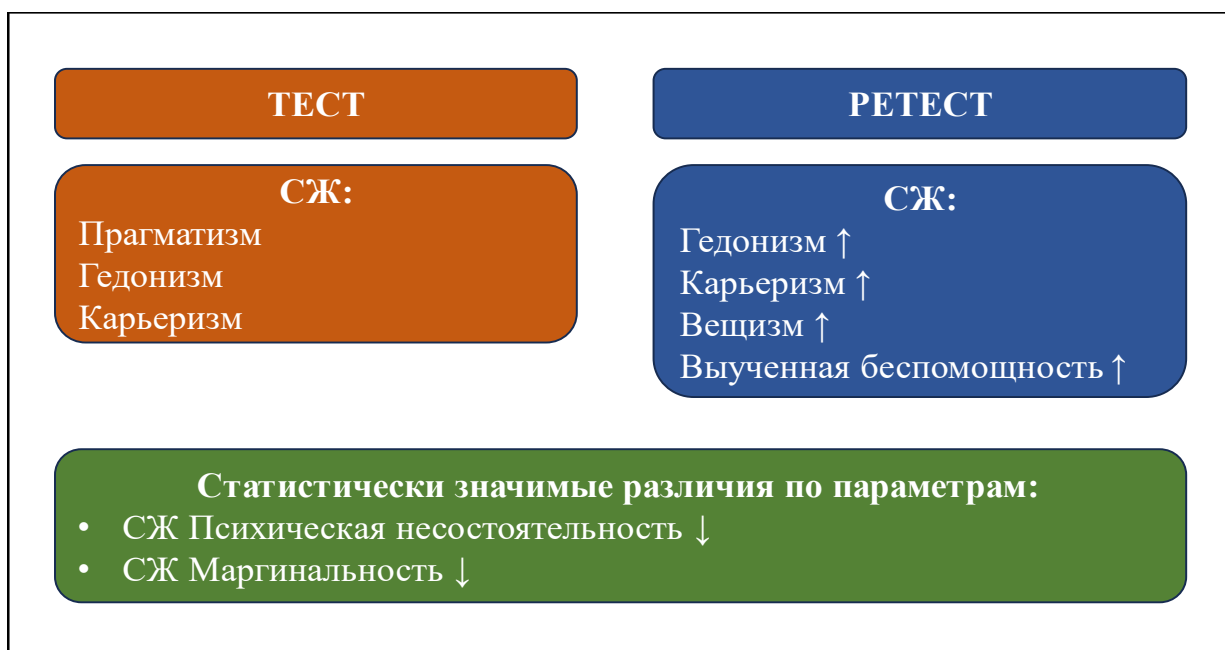 ТЕСТ
СЖ:
Прагматизм
Гедонизм
Карьеризм
РЕТЕСТ
СЖ:
Гедонизм ↑
Карьеризм ↑
Вещизм ↑
Выученная беспомощность ↑
Статистически значимые различия по параметрам:
• СЖ Психическая несостоятельность ↓
• СЖ Маргинальность ↓